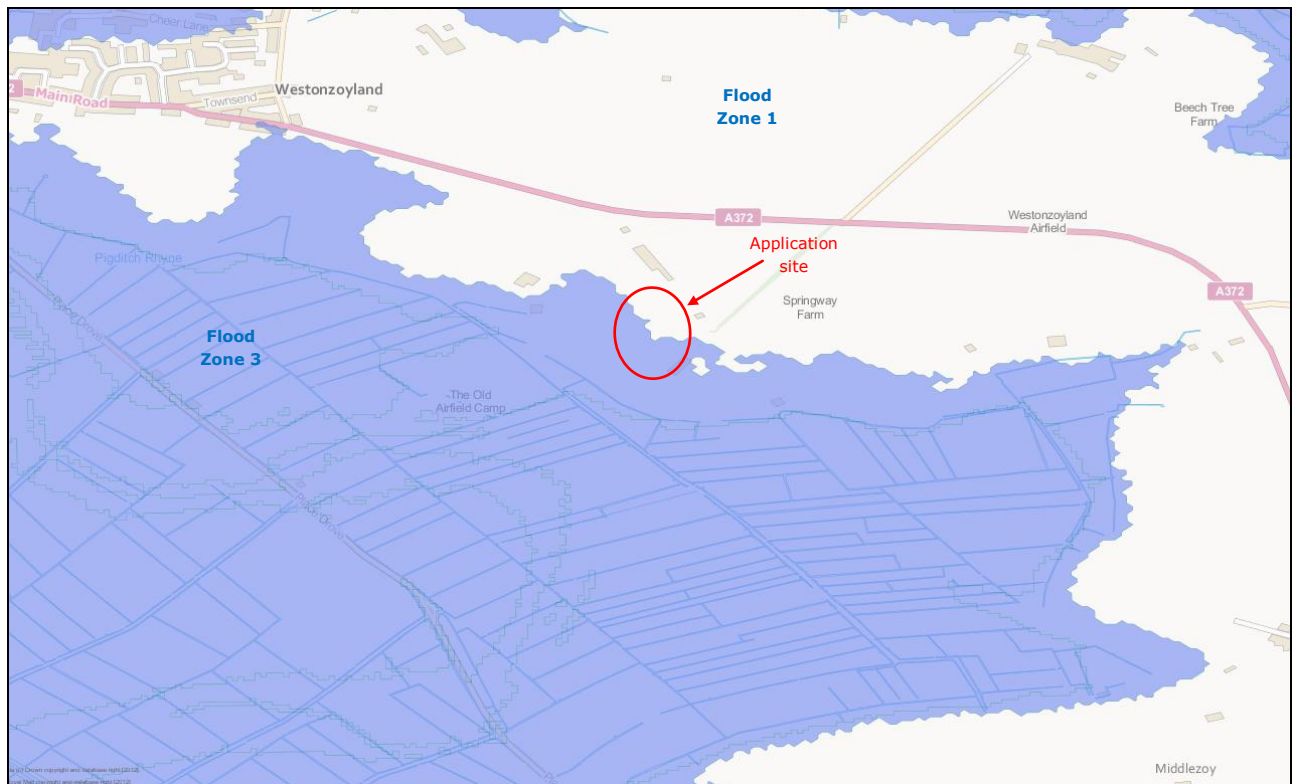 Cheer Lane
Westonzoyland
Main Road
Townsend
2
Flood
Zone 1
Beech Tree
Farm
A372
Westonzoyland
Airfield
Application
site
Pigditch Rhyne
A372
Springway
Farm
Flood
Zone 3
The Old
Airfield Camp
Middlezoy